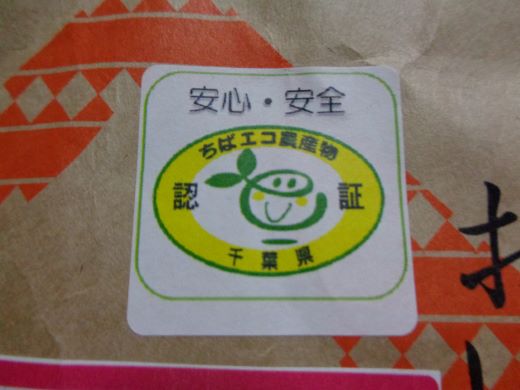 安心・安全
ちばエコ農産物
認証
千葉県